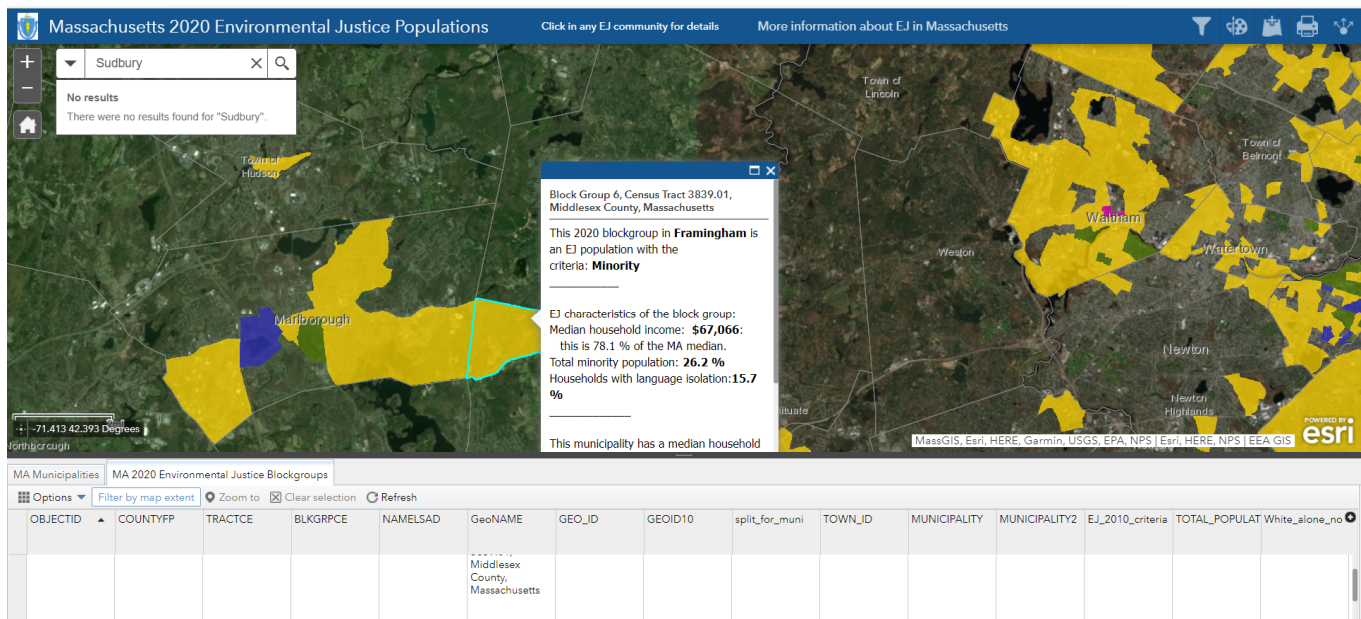 Massachusetts 2020 Environmental Justice Populations
Click in any EJ community for details
More information about EJ in Massachusetts
+
−
Sudbury
No results
There were no results found for "Sudbury".
Town of
Hudson
Marlborough
Town of
Lincoln
Town of
Belmont
Waltham
Watertown
Weston
Newton
Newton
Highlands
Block Group 6, Census Tract 3839.01,
Middlesex County, Massachusetts
This 2020 blockgroup in Framingham is
an EJ population with the
criteria: Minority
EJ characteristics of the block group:
Median household income: $67,066:
this is 78.1 % of the MA median.
Total minority population: 26.2 %
Households with language isolation:15.7
%
This municipality has a median household
-71.413 42.393 Degrees
MassGIS, Esri, HERE, Garmin, USGS, EPA, NPS | Esri, HERE, NPS | EEA GIS
POWERED BY
esri
MA Municipalities
MA 2020 Environmental Justice Blockgroups
Options
Filter by map extent
Zoom to
Clear selection
Refresh
OBJECTID COUNTYFP TRACTCE BLKGRPCE NAMELSAD GeoNAME GEO_ID GEOID10 split_for_muni TOWN_ID MUNICIPALITY MUNICIPALITY2 EJ_2010_criteria TOTAL_POPULAT White_alone_no
Middlesex
County,
Massachusetts